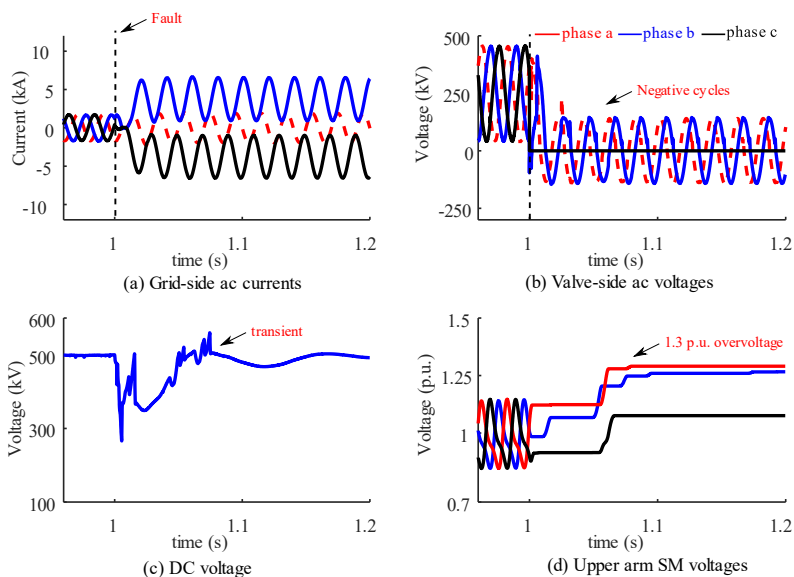 Fault
10
5
0
-5
-10
Current (kA)
1
1.1
1.2
time (s)
(a) Grid-side ac currents
phase a
phase b
phase c
Negative cycles
500
250
0
-250
Voltage (kV)
1
1.1
1.2
time (s)
(b) Valve-side ac voltages
transient
600
500
300
100
Voltage (kV)
1
1.1
1.2
time (s)
(c) DC voltage
1.3 p.u. overvoltage
1.5
1.25
1
0.7
Voltage (p.u.)
1
1.1
1.2
time (s)
(d) Upper arm SM voltages